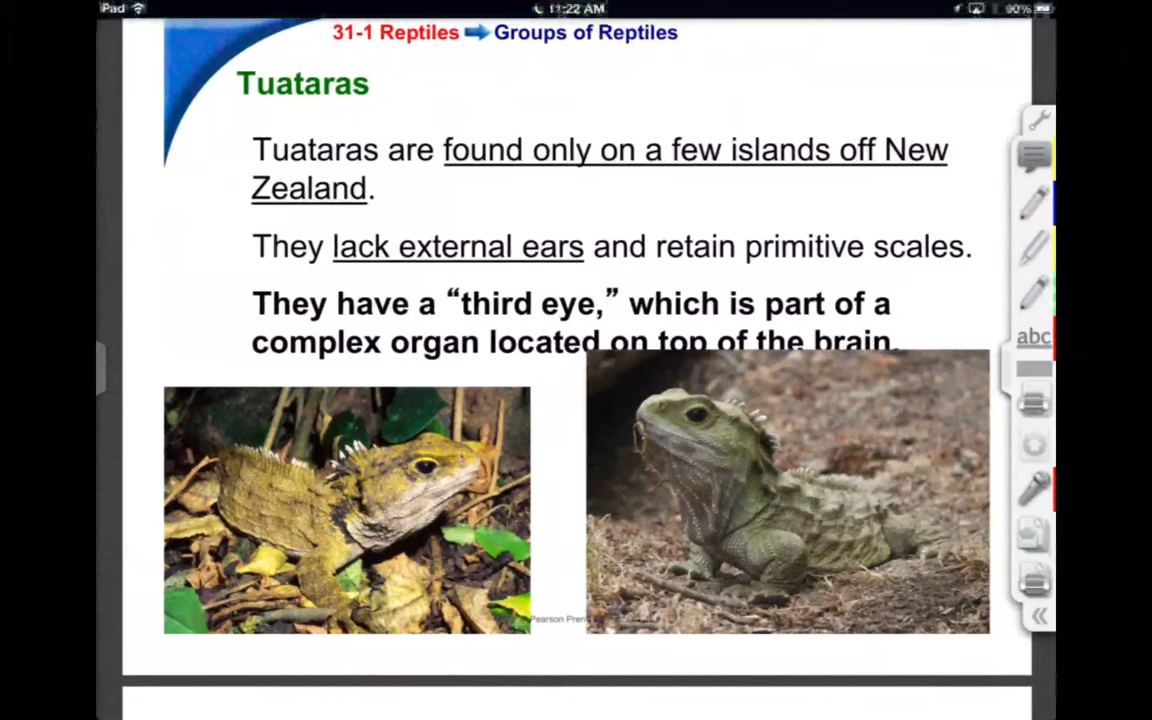 iPad 11:22 AM 90%
31-1 Reptiles Groups of Reptiles
Tuataras
Tuataras are found only on a few islands off New
Zealand.
They lack external ears and retain primitive scales.
They have a “third eye,” which is part of a
complex organ located on top of the brain.
abc
Pearson Pren